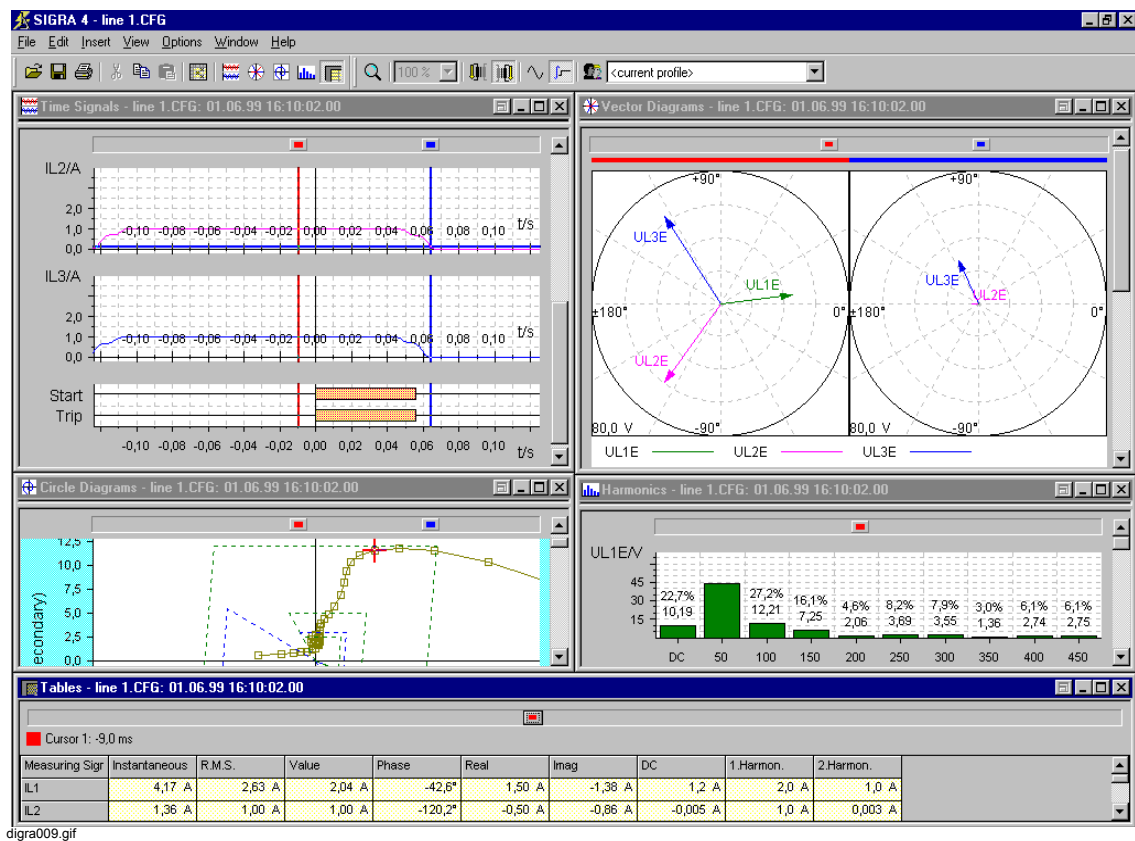 SIGRA 4 - line 1.CFG
File Edit Insert View Options Window Help
100 % <current profile>
Time Signals - line 1.CFG: 01.06.99 16:10:02.00
IL2/A
2,0
1,0
0,0
-0,10 -0,08 -0,06 -0,04 -0,02 0,00 0,02 0,04 0,06 0,08 0,10 t/s
IL3/A
2,0
1,0
0,0
-0,10 -0,08 -0,06 -0,04 -0,02 0,00 0,02 0,04 0,06 0,08 0,10 t/s
Start
Trip
-0,10 -0,08 -0,06 -0,04 -0,02 0,00 0,02 0,04 0,06 0,08 0,10 t/s
Vector Diagrams - line 1.CFG: 01.06.99 16:10:02.00
+90° +90°
UL3E UL1E UL3E UL2E
±180° 0° ±180° 0°
UL2E
80,0 V -90° 80,0 V -90°
UL1E UL2E UL3E
Circle Diagrams - line 1.CFG: 01.06.99 16:10:02.00
12,5
10,0
7,5
5,0
2,5
0,0
econdary)
Harmonics - line 1.CFG: 01.06.99 16:10:02.00
UL1E/V
45
30
15
22,7% 27,2% 16,1% 4,6% 8,2% 7,9% 3,0% 6,1% 6,1%
10,19 12,21 7,25 2,06 3,69 3,55 1,36 2,74 2,75
DC 50 100 150 200 250 300 350 400 450
Tables - line 1.CFG: 01.06.99 16:10:02.00
Cursor 1: -9,0 ms
Measuring Sigr Instantaneous R.M.S. Value Phase Real Imag DC 1.Harmon. 2.Harmon.
IL1 4,17 A 2,63 A 2,04 A -42,6° 1,50 A -1,38 A 1,2 A 2,0 A 1,0 A
IL2 1,36 A 1,00 A 1,00 A -120,2° -0,50 A -0,86 A -0,005 A 1,0 A 0,003 A
digra009.gif